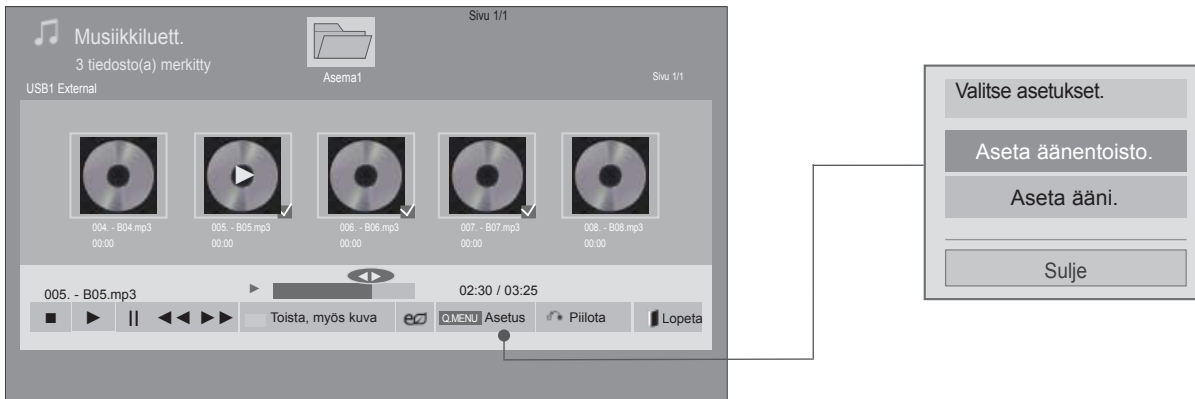 Sivu 1/1
Musiikkiluett.
3 tiedosto(a) merkitty
Asema1
Sivu 1/1
USB1 External
004. - B04.mp3
00:00
005. - B05.mp3
00:00
006. - B06.mp3
00:00
007. - B07.mp3
00:00
008. - B08.mp3
00:00
005. - B05.mp3
02:30 / 03:25
Toista, myös kuva
Q.MENU Asetus
Piilota
Lopeta
Valitse asetukset.
Aseta äänentoisto.
Aseta ääni.
Sulje